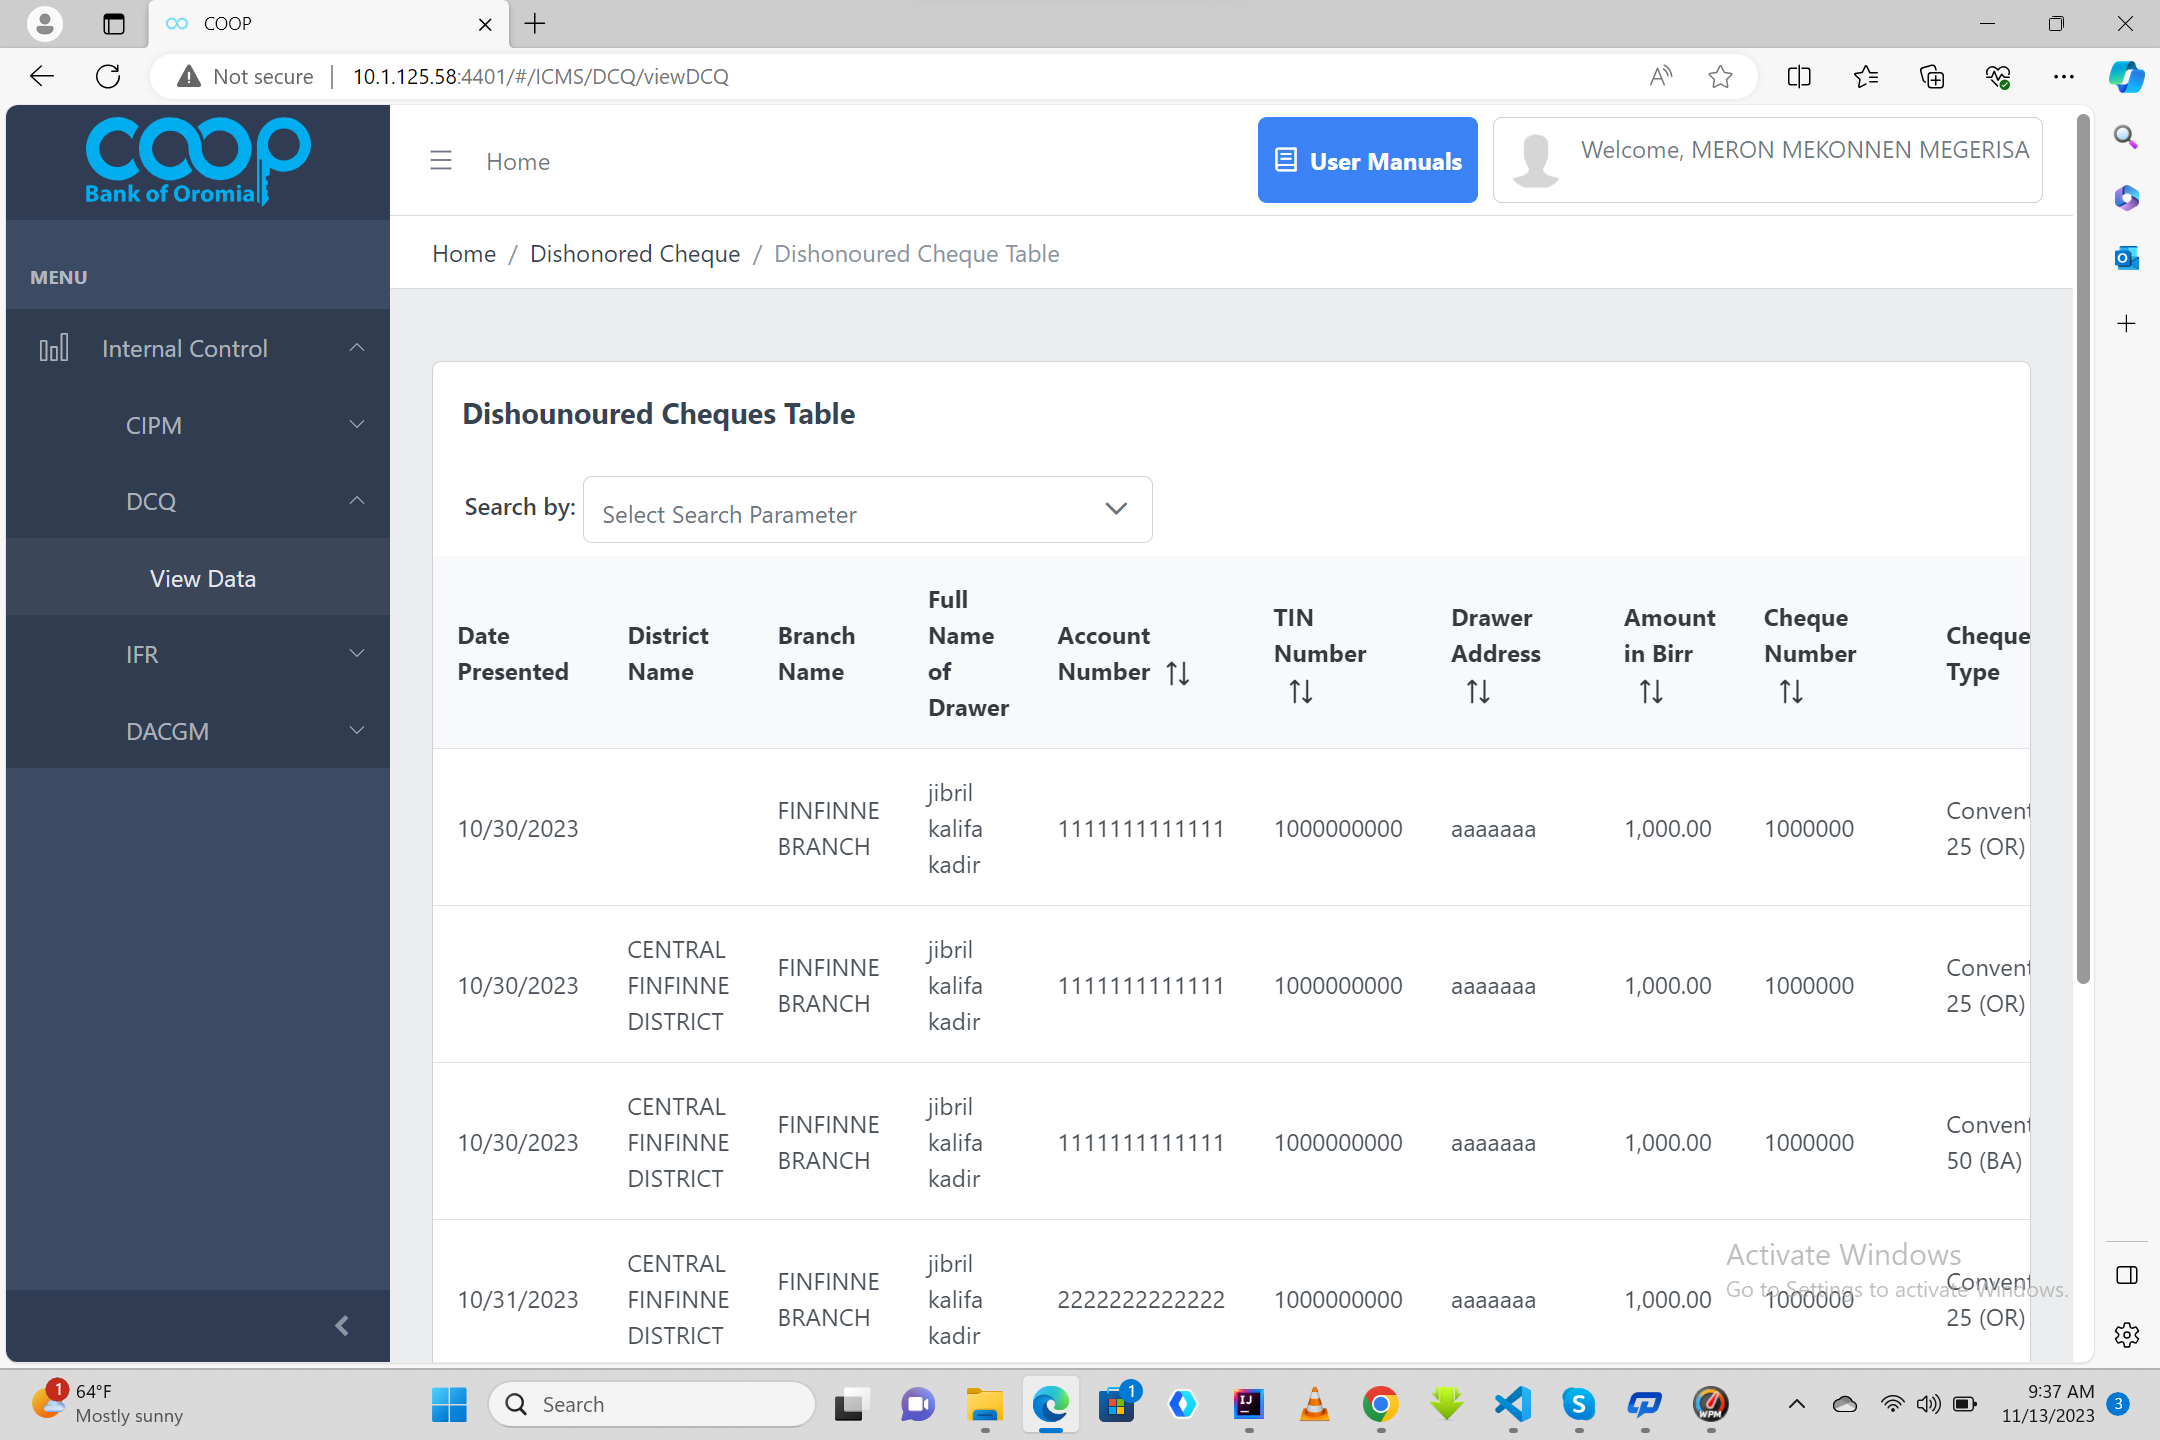 COOP
Not secure
10.1.125.58:4401/#/ICMS/DCQ/viewDCQ
coop
Bank of Oromia
Home
User Manuals
Welcome, MERON MEKONNEN MEGERISA
Home / Dishonored Cheque / Dishonoured Cheque Table
MENU
Internal Control
CIPM
DCQ
View Data
IFR
DACGM
Dishounoured Cheques Table
Search by:
Select Search Parameter
Date Presented
District Name
Branch Name
Full Name of Drawer
Account Number
TIN Number
Drawer Address
Amount in Birr
Cheque Number
Cheque Type
10/30/2023 FINFINNE BRANCH jibril kalifa kadir 1111111111111 1000000000 aaaaaaa 1,000.00 1000000 Convent 25 (OR)
10/30/2023 CENTRAL FINFINNE DISTRICT FINFINNE BRANCH jibril kalifa kadir 1111111111111 1000000000 aaaaaaa 1,000.00 1000000 Convent 25 (OR)
10/30/2023 CENTRAL FINFINNE DISTRICT FINFINNE BRANCH jibril kalifa kadir 1111111111111 1000000000 aaaaaaa 1,000.00 1000000 Convent 50 (BA)
10/31/2023 CENTRAL FINFINNE DISTRICT FINFINNE BRANCH jibril kalifa kadir 2222222222222 1000000000 aaaaaaa 1,000.00 1000000 Convent 25 (OR)
Activate Windows
Go to Settings to activate Windows.
1
64°F
Mostly sunny
Search
1
IJ
WPM
9:37 AM
11/13/2023
3